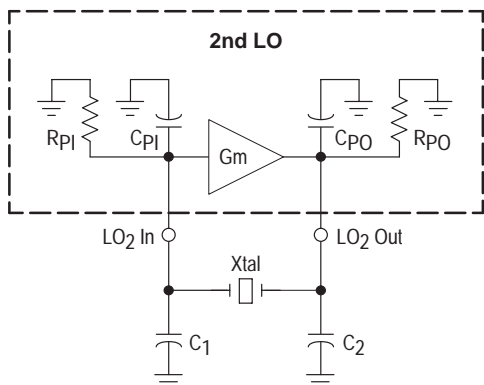 2nd LO
RPI
CPI
Gm
CPO
RPO
LO2 In
LO2 Out
Xtal
C1
C2